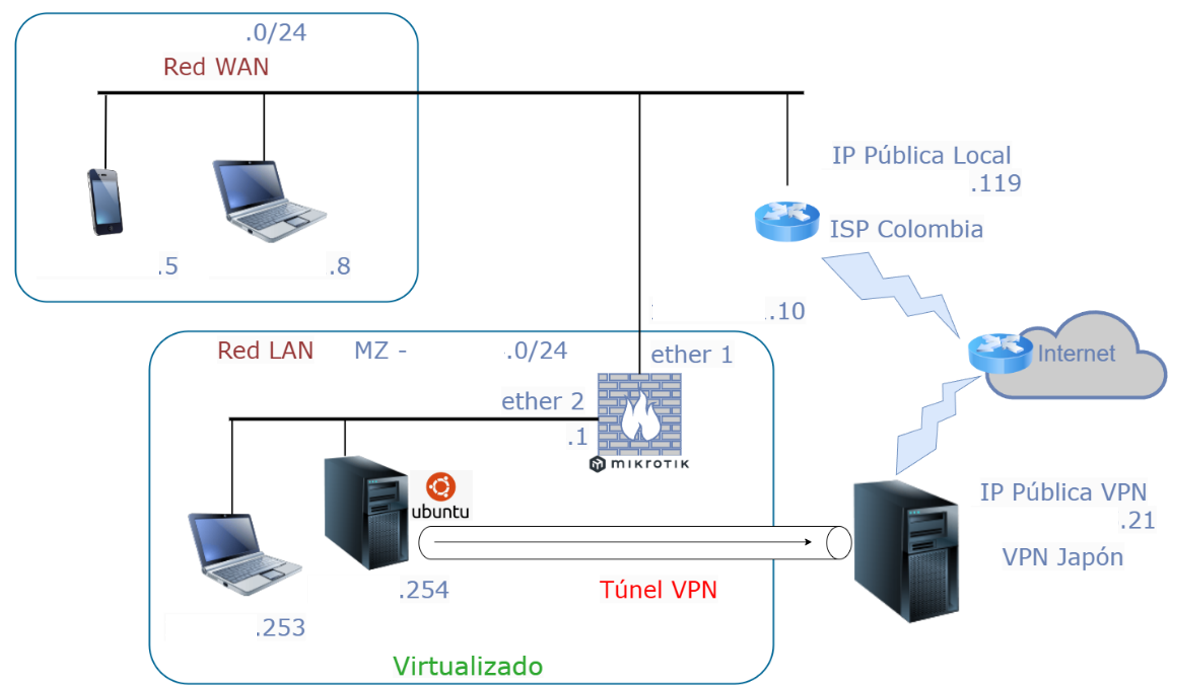 .0/24
Red WAN
IP Pública Local
.119
ISP Colombia
.5
.8
.10
Internet
Red LAN MZ - .0/24
ether 1
ether 2
.1
mikrotik
ubuntu
IP Pública VPN
.21
VPN Japón
.254
Túnel VPN
.253
Virtualizado